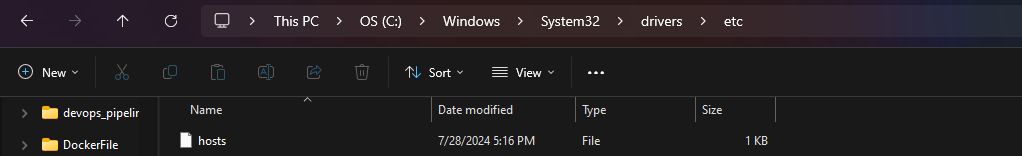 This PC > OS (C:) > Windows > System32 > drivers > etc
New Sort View ...
Name Date modified Type Size
devops_pipelin
hosts 7/28/2024 5:16 PM File 1 KB
DockerFile